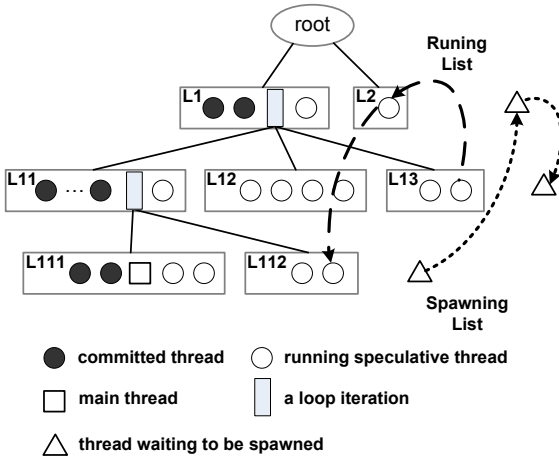 root
Runing
List
L1
L2
L11
...
L12
L13
L111
L112
Spawning
List
committed thread
running speculative thread
main thread
a loop iteration
thread waiting to be spawned